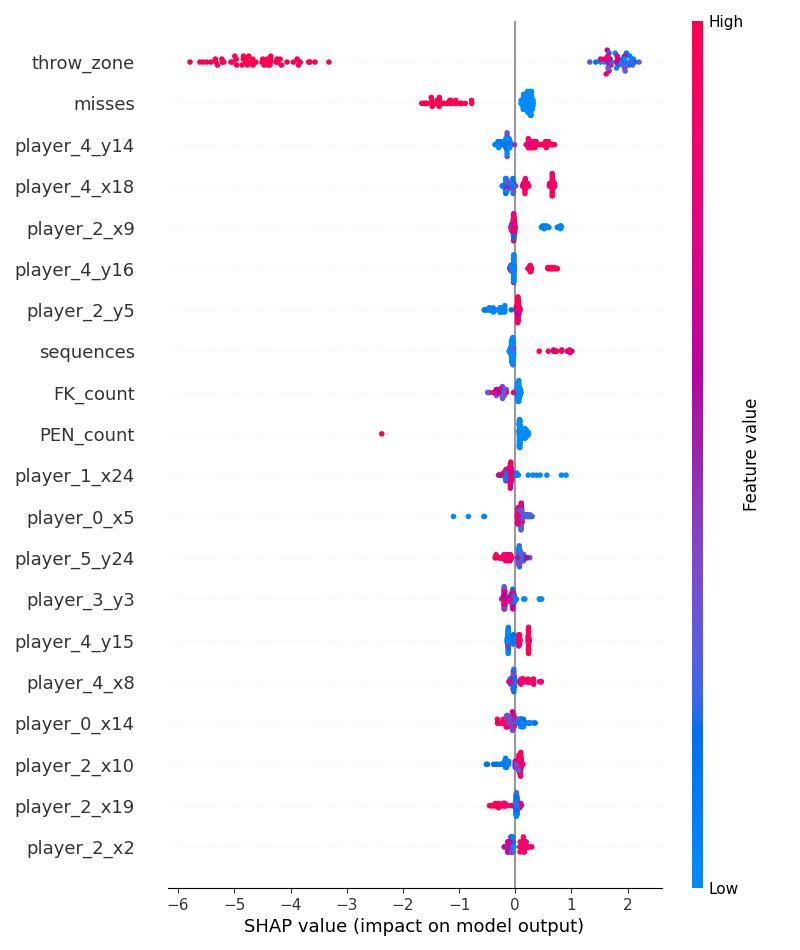 High
throw_zone
misses
player_4_y14
player_4_x18
player_2_x9
player_4_y16
player_2_y5
sequences
FK_count
PEN_count
player_1_x24
player_0_x5
player_5_y24
player_3_y3
player_4_y15
player_4_x8
player_0_x14
player_2_x10
player_2_x19
player_2_x2
Feature value
Low
−6 −5 −4 −3 −2 −1 0 1 2
SHAP value (impact on model output)